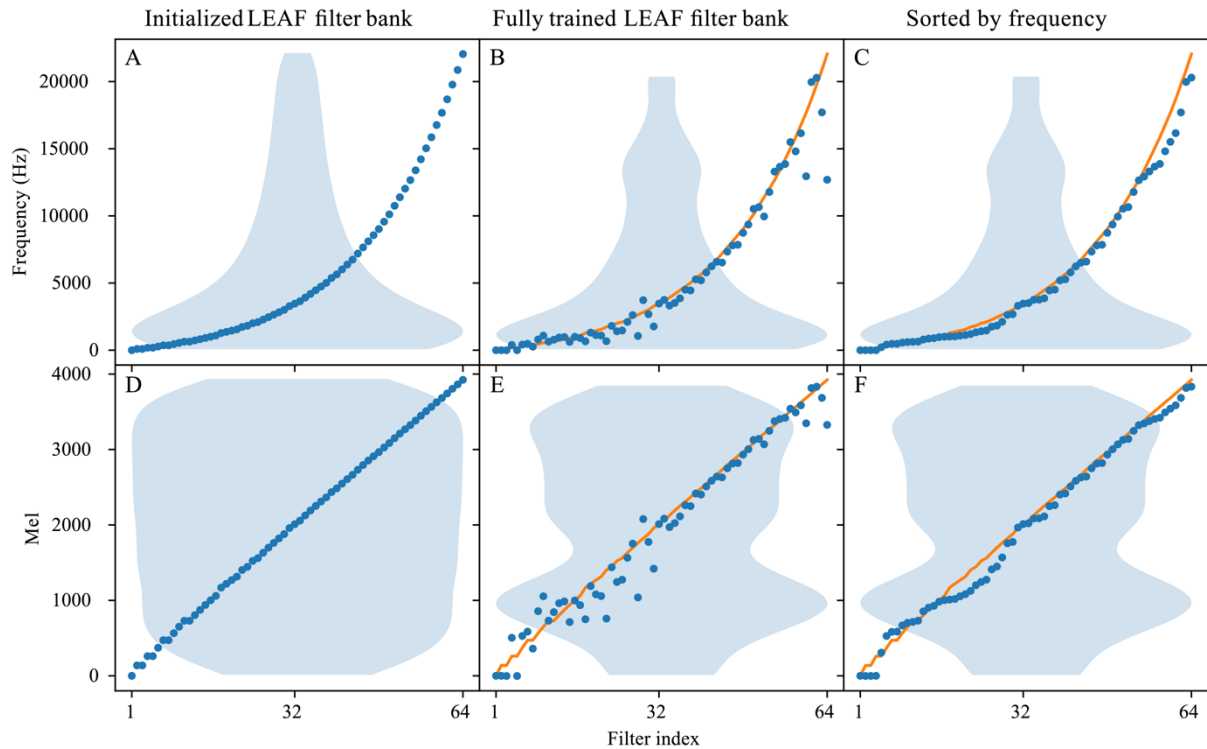 Initialized LEAF filter bank
Fully trained LEAF filter bank
Sorted by frequency
A
B
C
20000
15000
10000
5000
0
Frequency (Hz)
D
E
F
4000
3000
2000
1000
0
Mel
1
32
64
1
32
64
1
32
64
Filter index